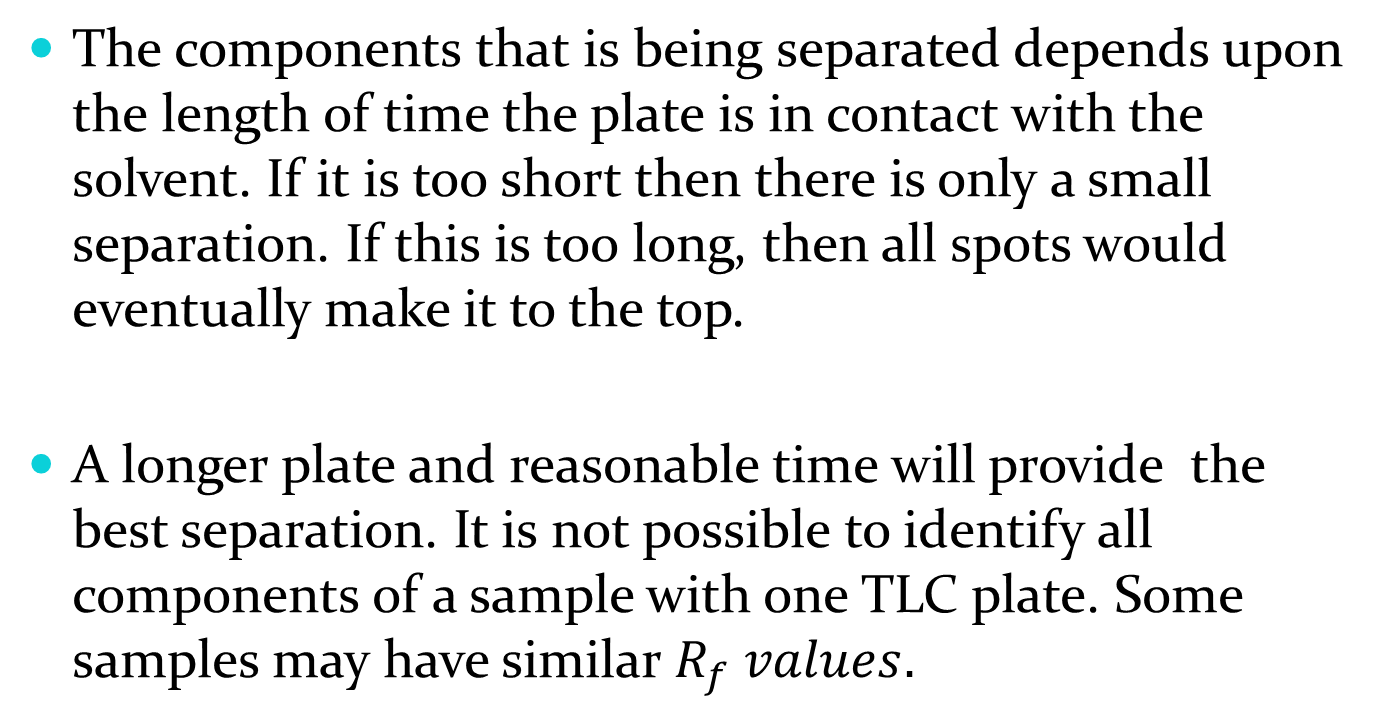 • The components that is being separated depends upon
the length of time the plate is in contact with the
solvent. If it is too short then there is only a small
separation. If this is too long, then all spots would
eventually make it to the top.
• A longer plate and reasonable time will provide  the
best separation. It is not possible to identify all
components of a sample with one TLC plate. Some
samples may have similar R_f values.